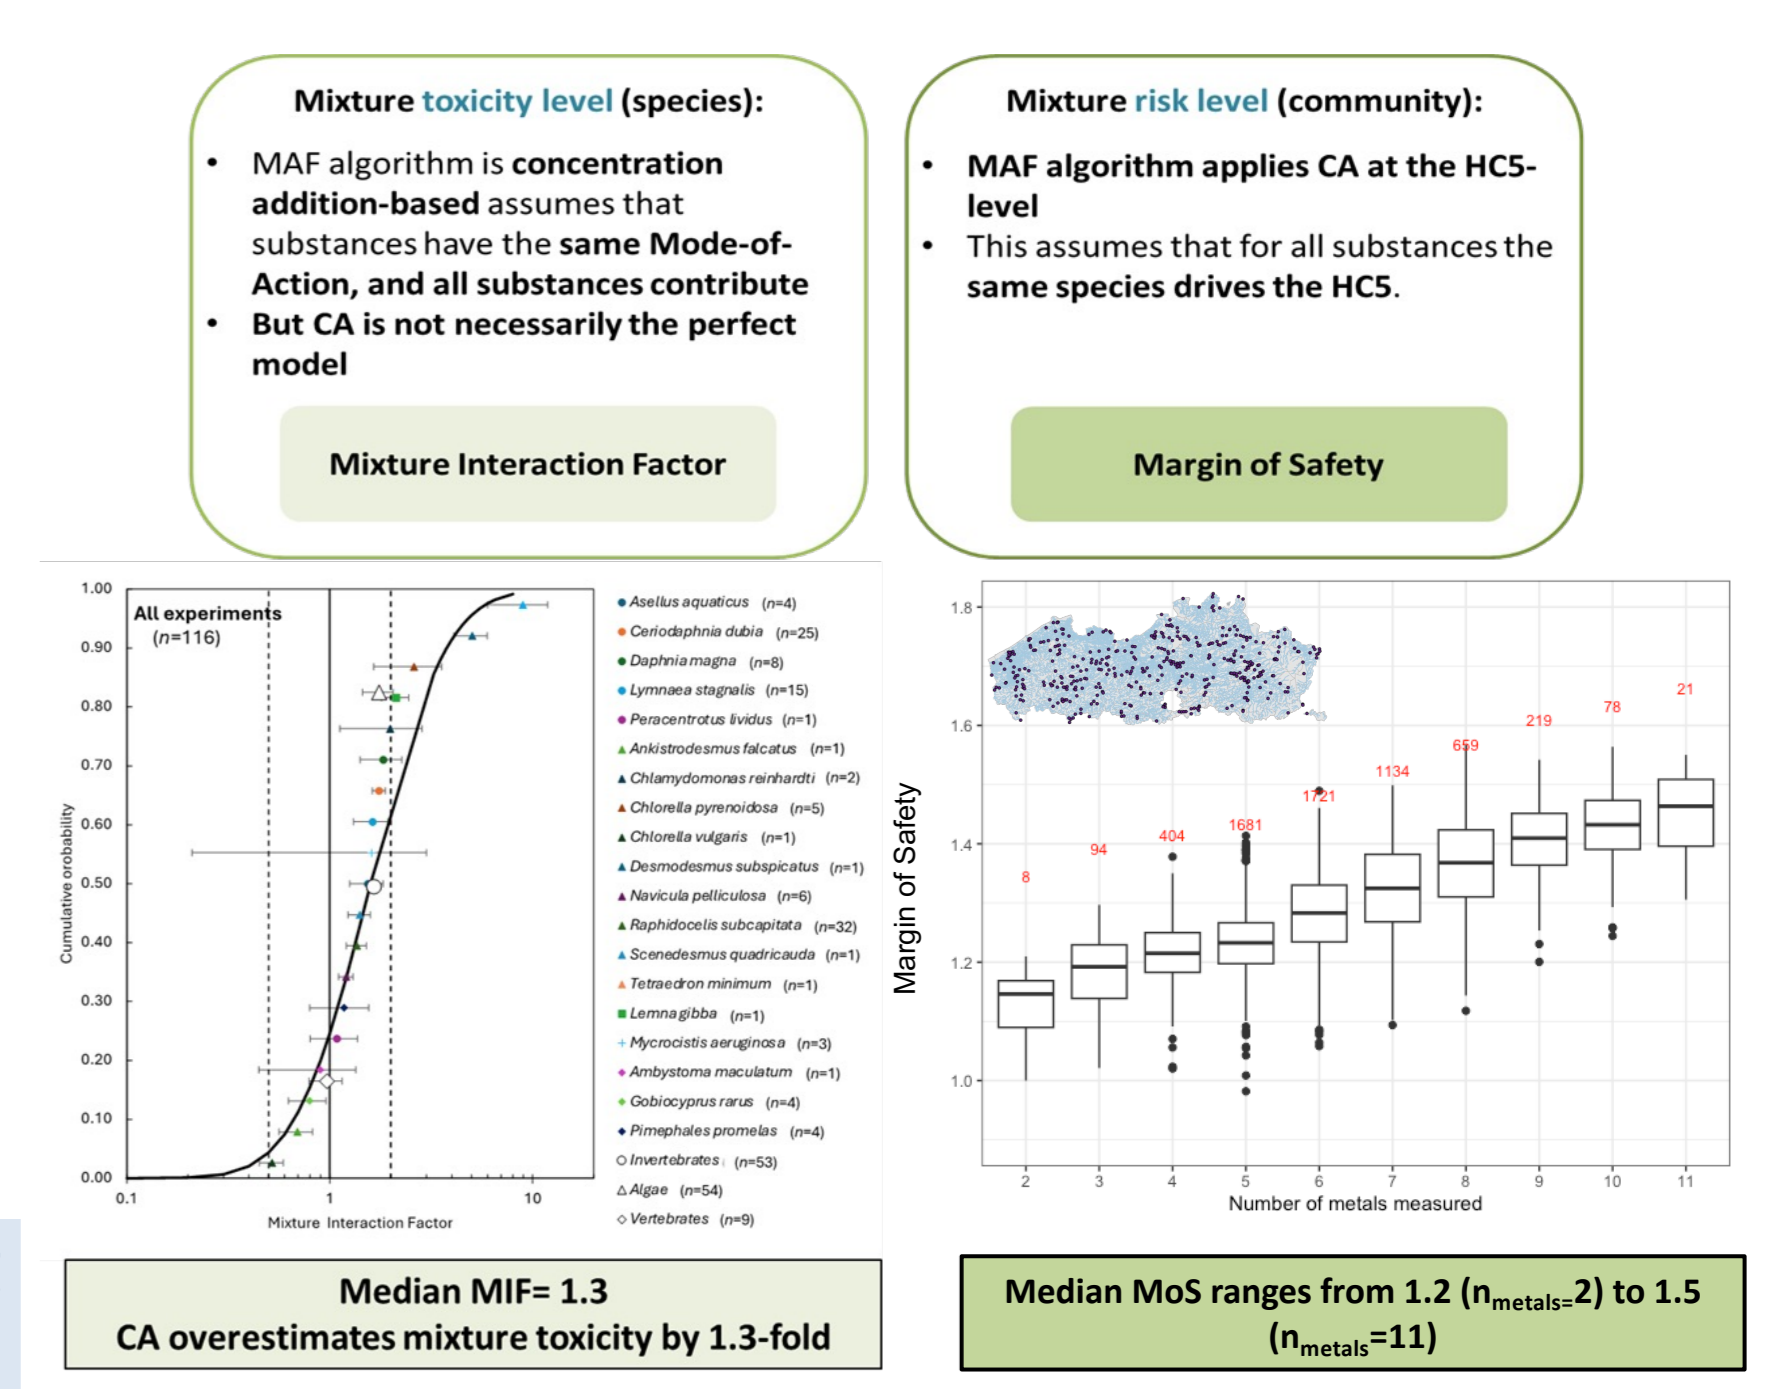 Mixture toxicity level (species):
• MAF algorithm is concentration
addition-based assumes that
substances have the same Mode-of-
Action, and all substances contribute
• But CA is not necessarily the perfect
model
Mixture Interaction Factor
Mixture risk level (community):
• MAF algorithm applies CA at the HC5-
level
• This assumes that for all substances the
same species drives the HC5.
Margin of Safety
All experiments
(n=116)
Cumulative orobability
1.00
0.90
0.80
0.70
0.60
0.50
0.40
0.30
0.20
0.10
0.00
0.1
1
10
Mixture Interaction Factor
Asellus aquaticus (n=4)
Ceriodaphnia dubia (n=25)
Daphnia magna (n=8)
Lymnaea stagnalis (n=15)
Peracentrotus lividus (n=1)
Ankistrodesmus falcatus (n=1)
Chlamydomonas reinhardti (n=2)
Chlorella pyrenoidosa (n=5)
Chlorella vulgaris (n=1)
Desmodesmus subspicatus (n=1)
Navicula pelliculosa (n=6)
Raphidocelis subcapitata (n=32)
Scenedesmus quadricauda (n=1)
Tetraedron minimum (n=1)
Lemna gibba (n=1)
Mycrocistis aeruginosa (n=3)
Ambystoma maculatum (n=1)
Gobiocyprus rarus (n=4)
Pimephales promelas (n=4)
Invertebrates (n=53)
Algae (n=54)
Vertebrates (n=9)
Margin of Safety
1.8
1.6
1.4
1.2
1.0
8
94
404
1681
1721
1134
659
219
78
21
2 3 4 5 6 7 8 9 10 11
Number of metals measured
Median MIF= 1.3
CA overestimates mixture toxicity by 1.3-fold
Median MoS ranges from 1.2 (nmetals=2) to 1.5
(nmetals=11)